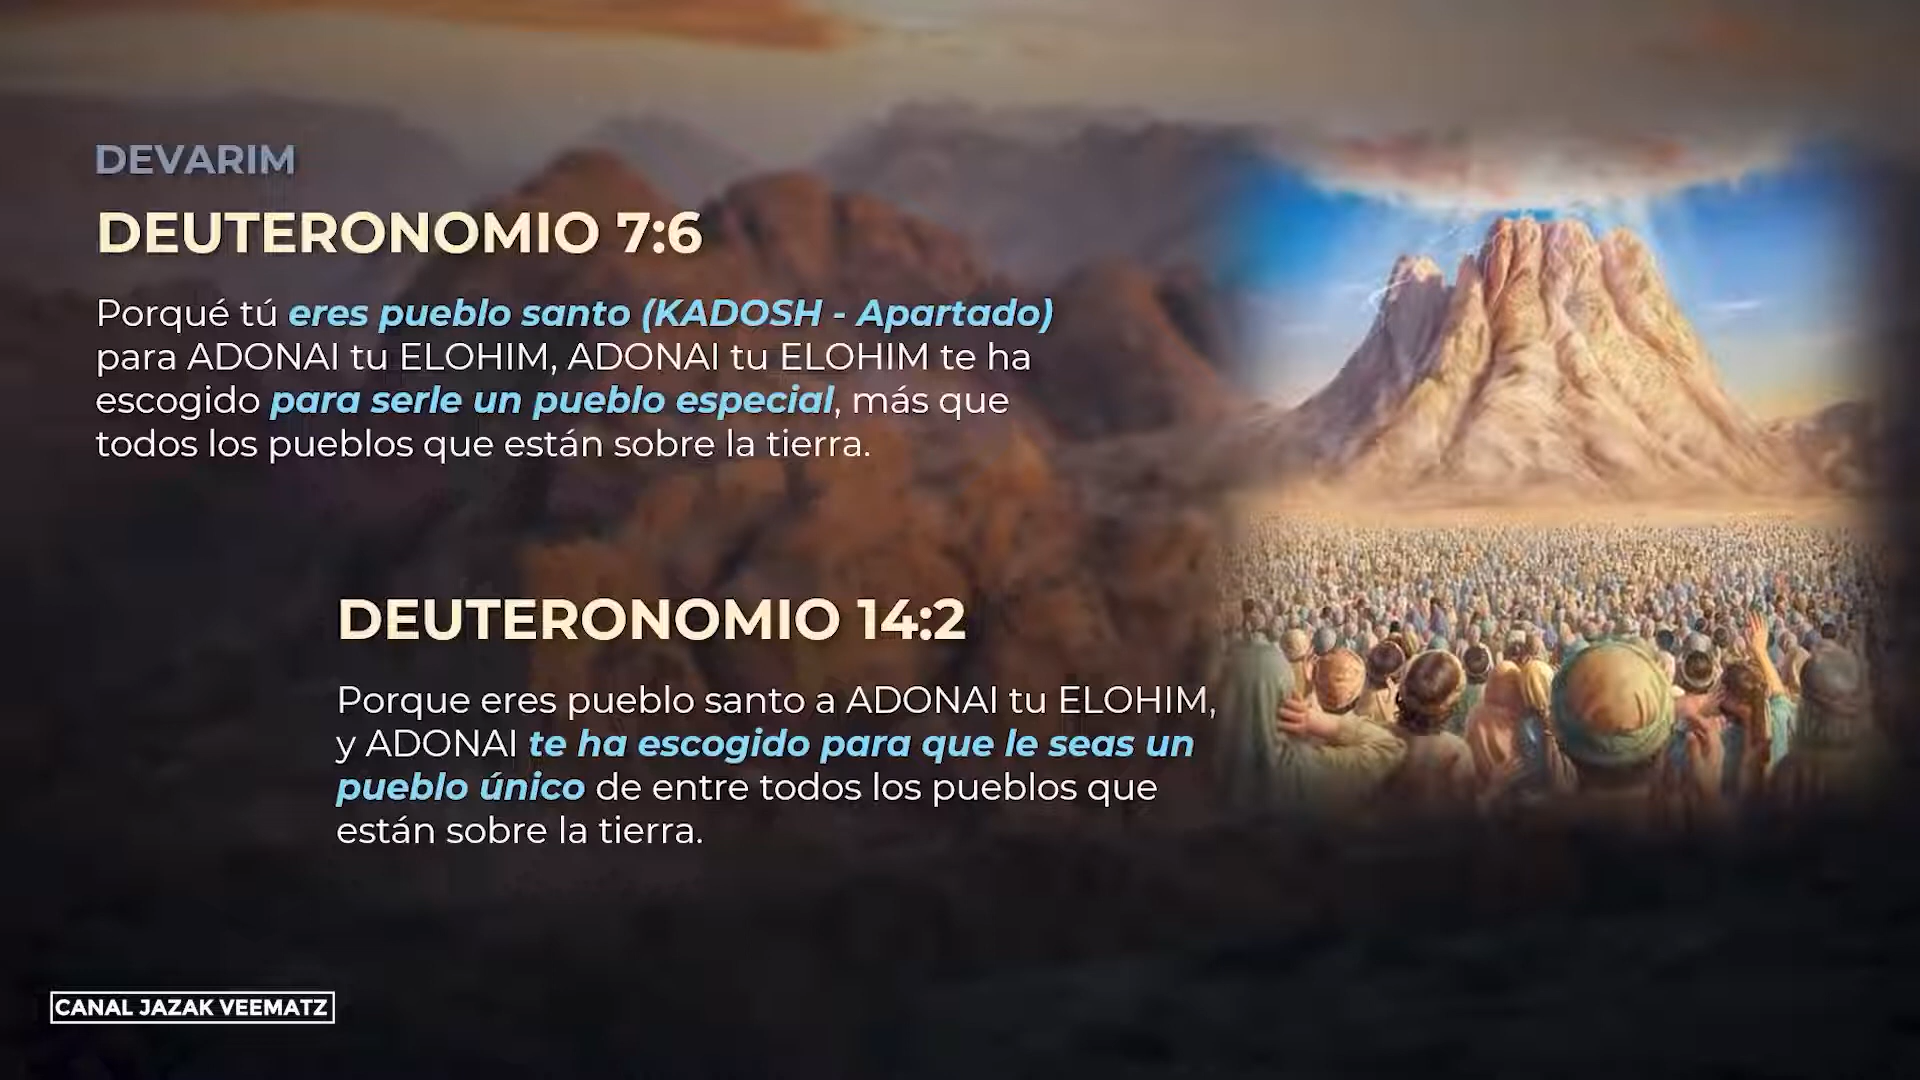 DEVARIM
DEUTERONOMIO 7:6
Porqué tú eres pueblo santo (KADOSH - Apartado)
para ADONAI tu ELOHIM, ADONAI tu ELOHIM te ha
escogido para serle un pueblo especial, más que
todos los pueblos que están sobre la tierra.
DEUTERONOMIO 14:2
Porque eres pueblo santo a ADONAI tu ELOHIM,
y ADONAI te ha escogido para que le seas un
pueblo único de entre todos los pueblos que
están sobre la tierra.
CANAL JAZAK VEEMATZ